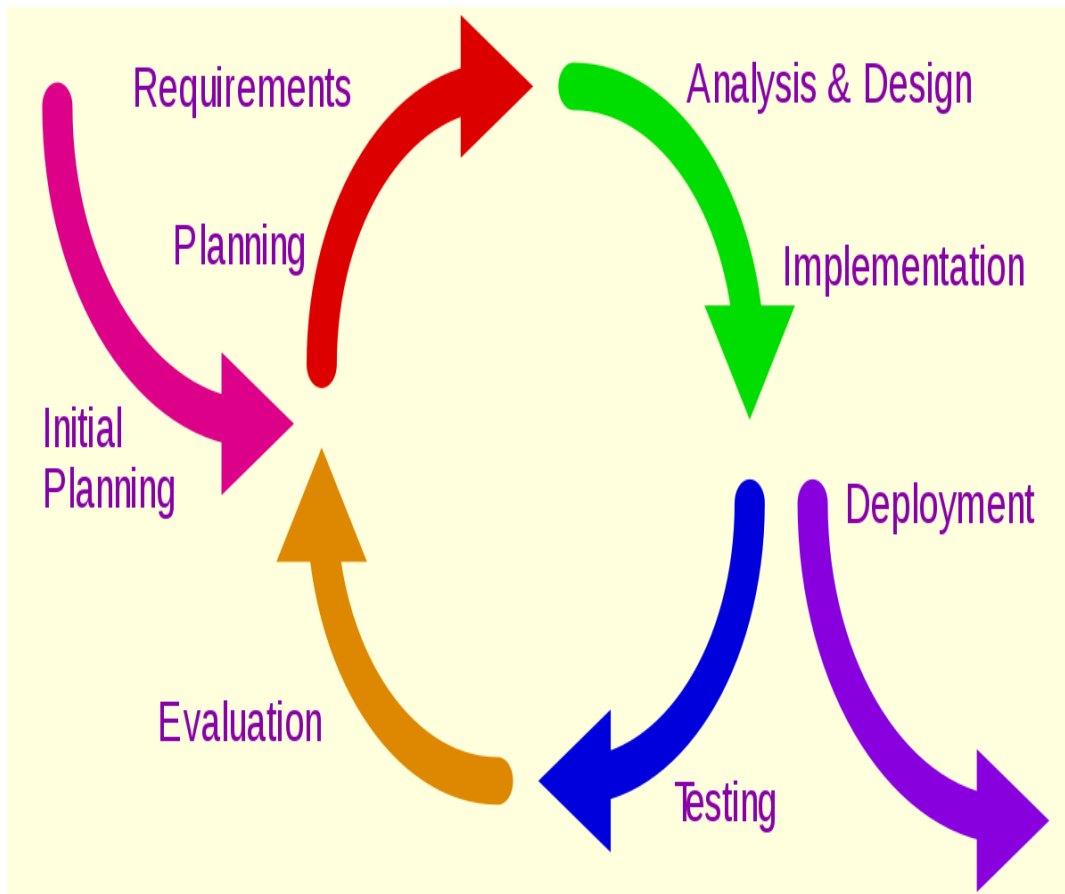 Requirements
Analysis & Design
Planning
Implementation
Initial
Planning
Deployment
Evaluation
Testing